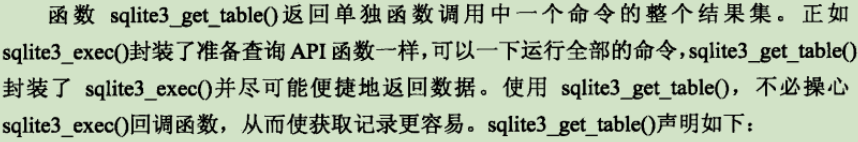 函数 sqlite3_get_table()返回单独函数调用中一个命令的整个结果集。正如
sqlite3_exec()封装了准备查询 API 函数一样，可以一下运行全部的命令，sqlite3_get_table()
封装了 sqlite3_exec()并尽可能便捷地返回数据。使用 sqlite3_get_table()，不必操心
sqlite3_exec()回调函数，从而使获取记录更容易。sqlite3_get_table()声明如下：